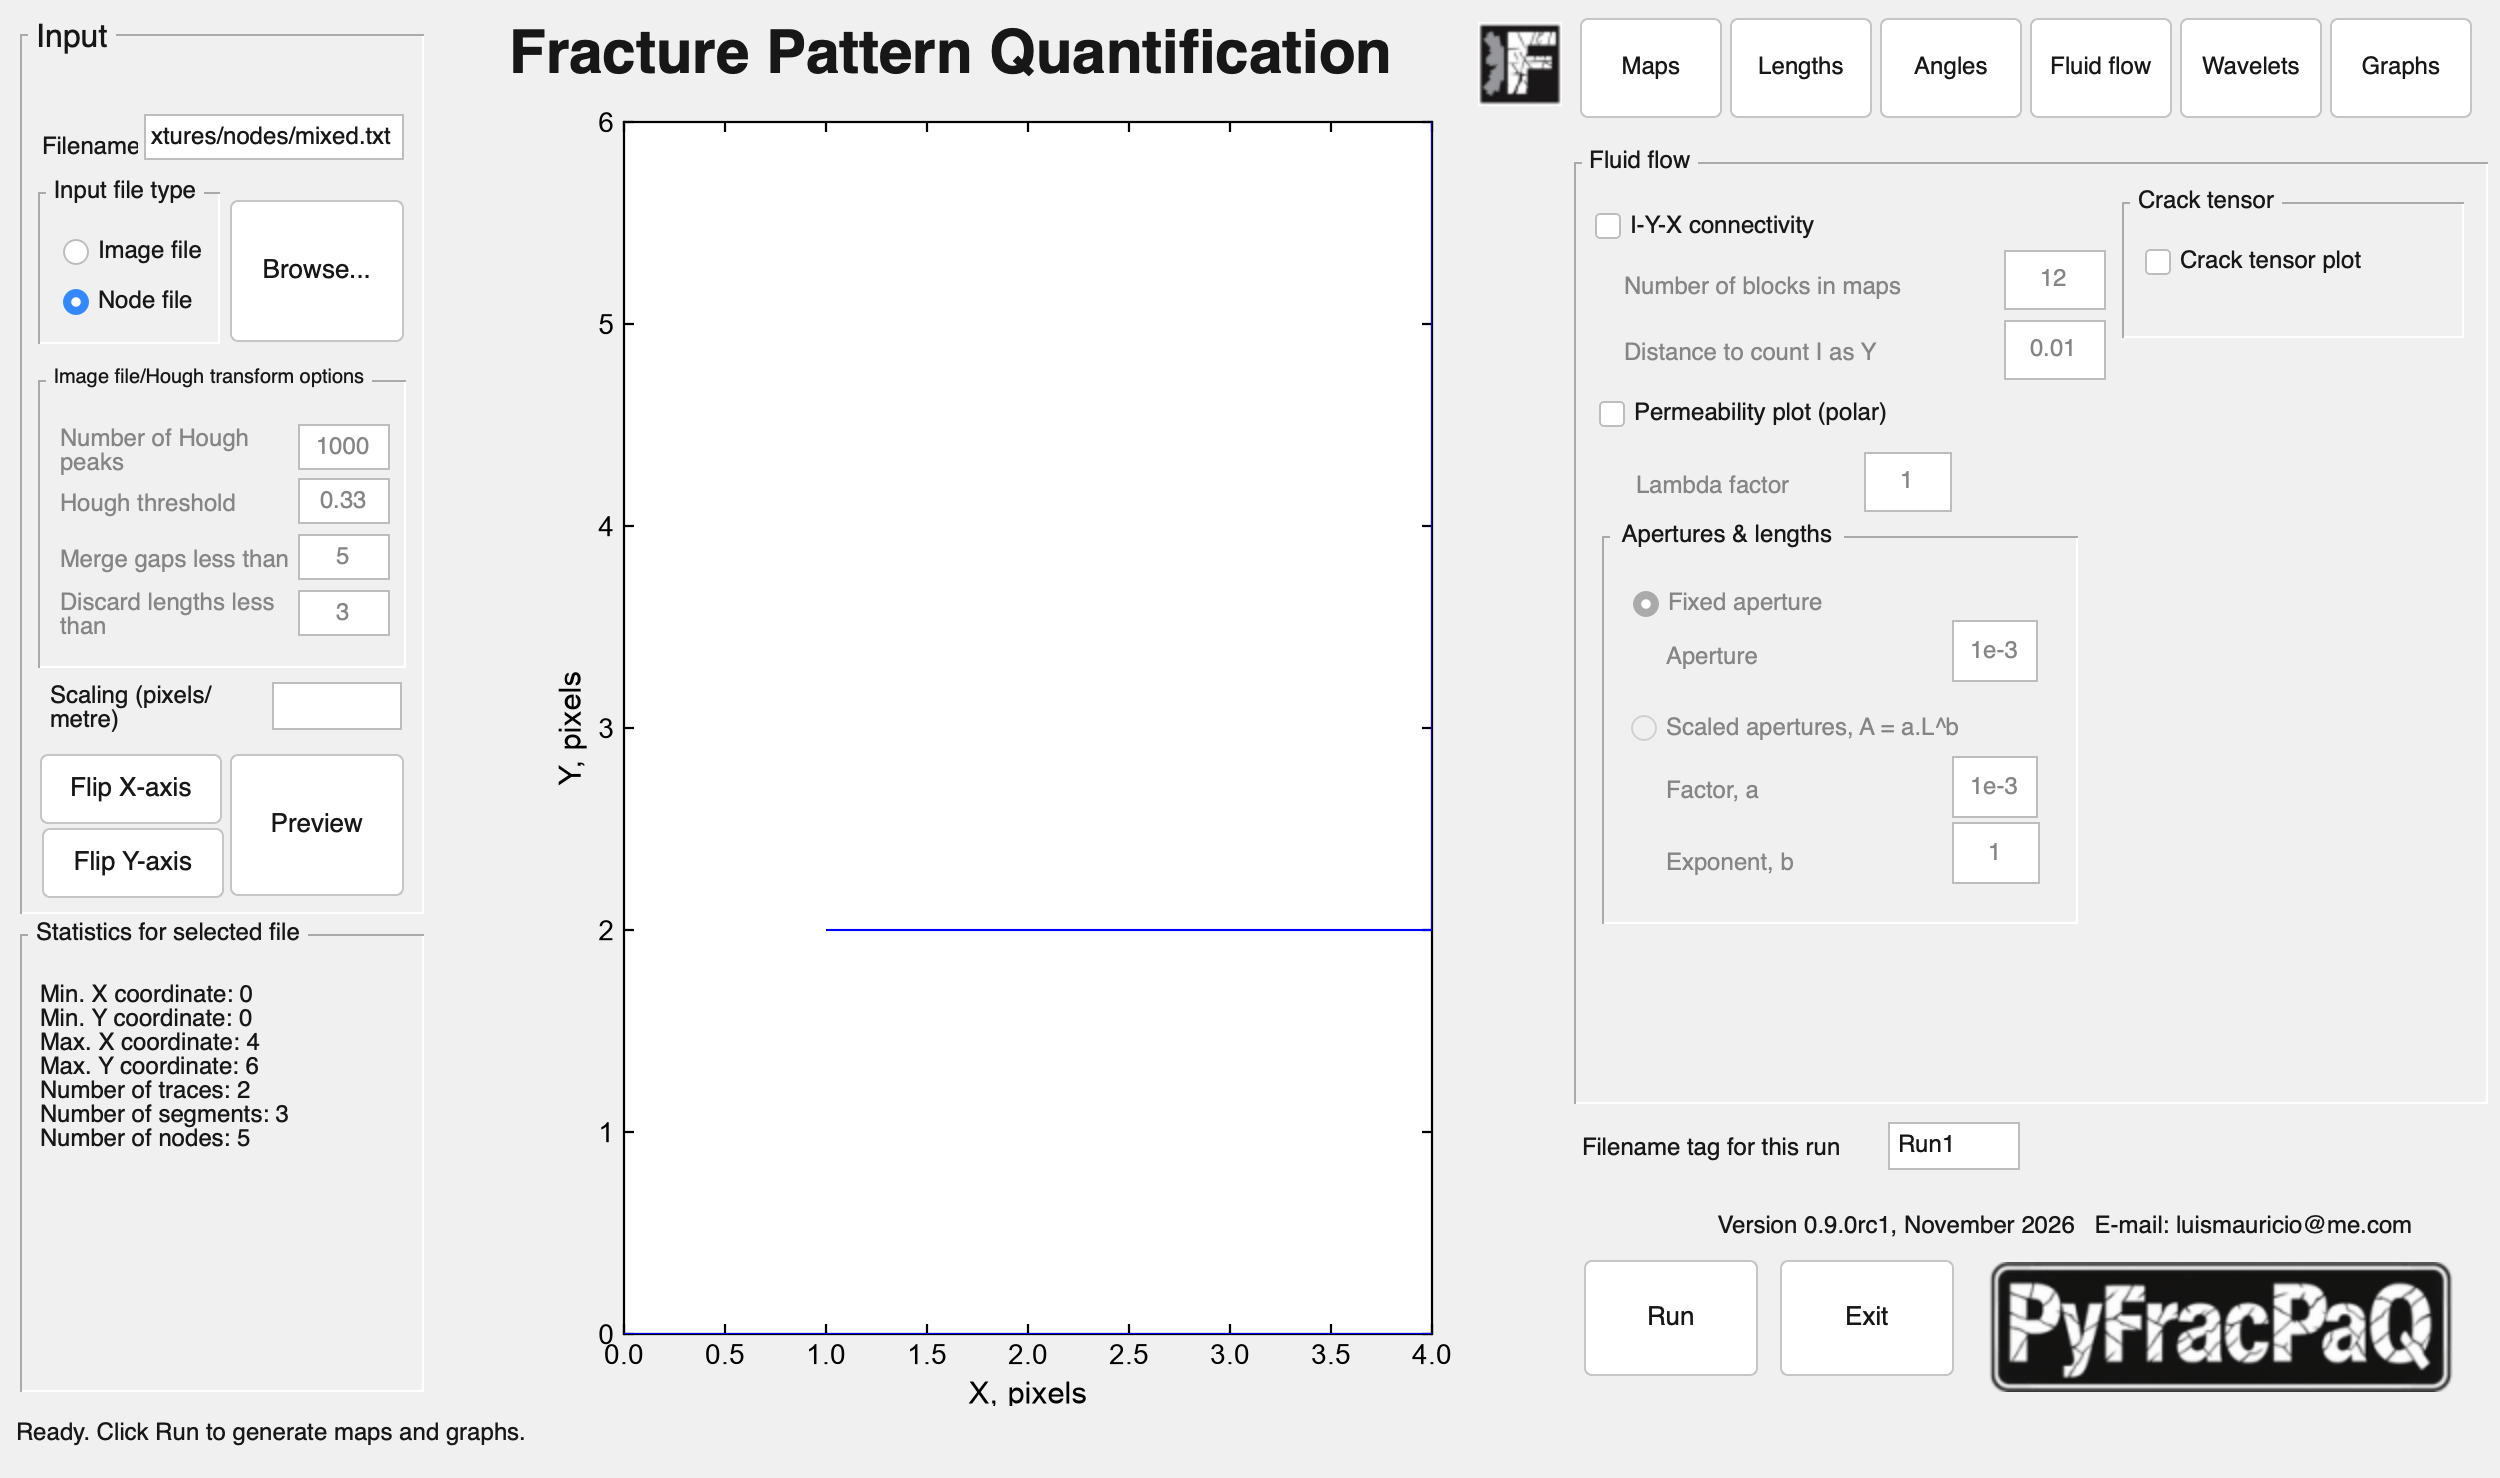 Input
Filename
xtures/nodes/mixed.txt
Input file type
Image file
Node file
Browse...
Image file/Hough transform options
Number of Hough
peaks
1000
Hough threshold
0.33
Merge gaps less than
5
Discard lengths less
than
3
Scaling (pixels/
metre)
Flip X-axis
Flip Y-axis
Preview
Statistics for selected file
Min. X coordinate: 0
Min. Y coordinate: 0
Max. X coordinate: 4
Max. Y coordinate: 6
Number of traces: 2
Number of segments: 3
Number of nodes: 5
Ready. Click Run to generate maps and graphs.
Fracture Pattern Quantification
6
5
4
3
2
1
0
Y, pixels
0.0
0.5
1.0
1.5
2.0
2.5
3.0
3.5
4.0
X, pixels
F
Maps
Lengths
Angles
Fluid flow
Wavelets
Graphs
Fluid flow
I-Y-X connectivity
Number of blocks in maps
12
Distance to count I as Y
0.01
Permeability plot (polar)
Lambda factor
1
Apertures & lengths
Fixed aperture
Aperture
1e-3
Scaled apertures, A = a.L^b
Factor, a
1e-3
Exponent, b
1
Crack tensor
Crack tensor plot
Filename tag for this run
Run1
Version 0.9.0rc1, November 2026 E-mail: luismauricio@me.com
Run
Exit
PyFracPaQ